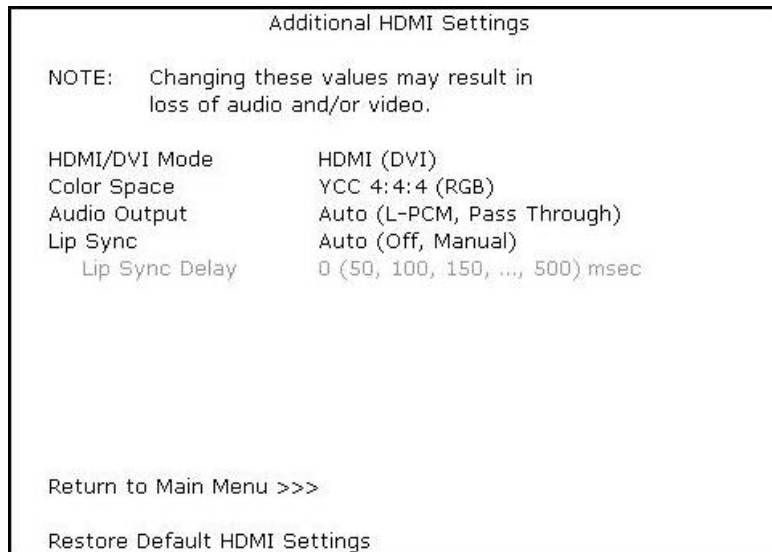 Additional HDMI Settings
NOTE: Changing these values may result in
loss of audio and/or video.
HDMI/DVI Mode HDMI (DVI)
Color Space YCC 4:4:4 (RGB)
Audio Output Auto (L-PCM, Pass Through)
Lip Sync Auto (Off, Manual)
Lip Sync Delay 0 (50, 100, 150, ..., 500) msec
Return to Main Menu >>>
Restore Default HDMI Settings